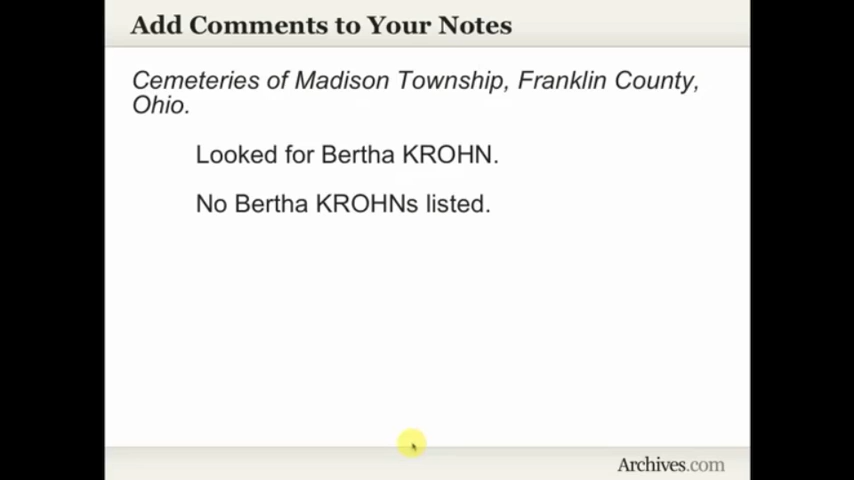 Add Comments to Your Notes
Cemeteries of Madison Township, Franklin County,
Ohio.
Looked for Bertha KROHN.
No Bertha KROHNs listed.
Archives.com